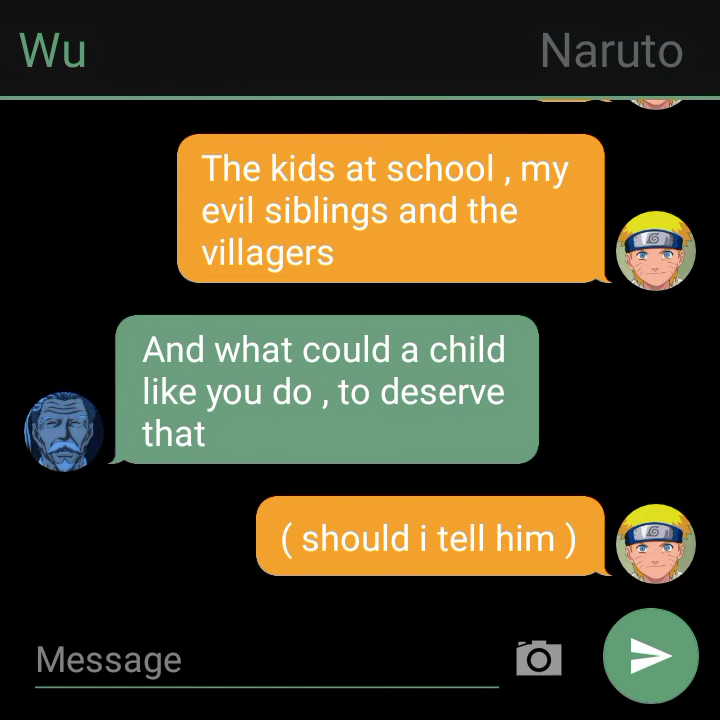 Wu Naruto
The kids at school , my
evil siblings and the
villagers
And what could a child
like you do , to deserve
that
( should i tell him )
Message